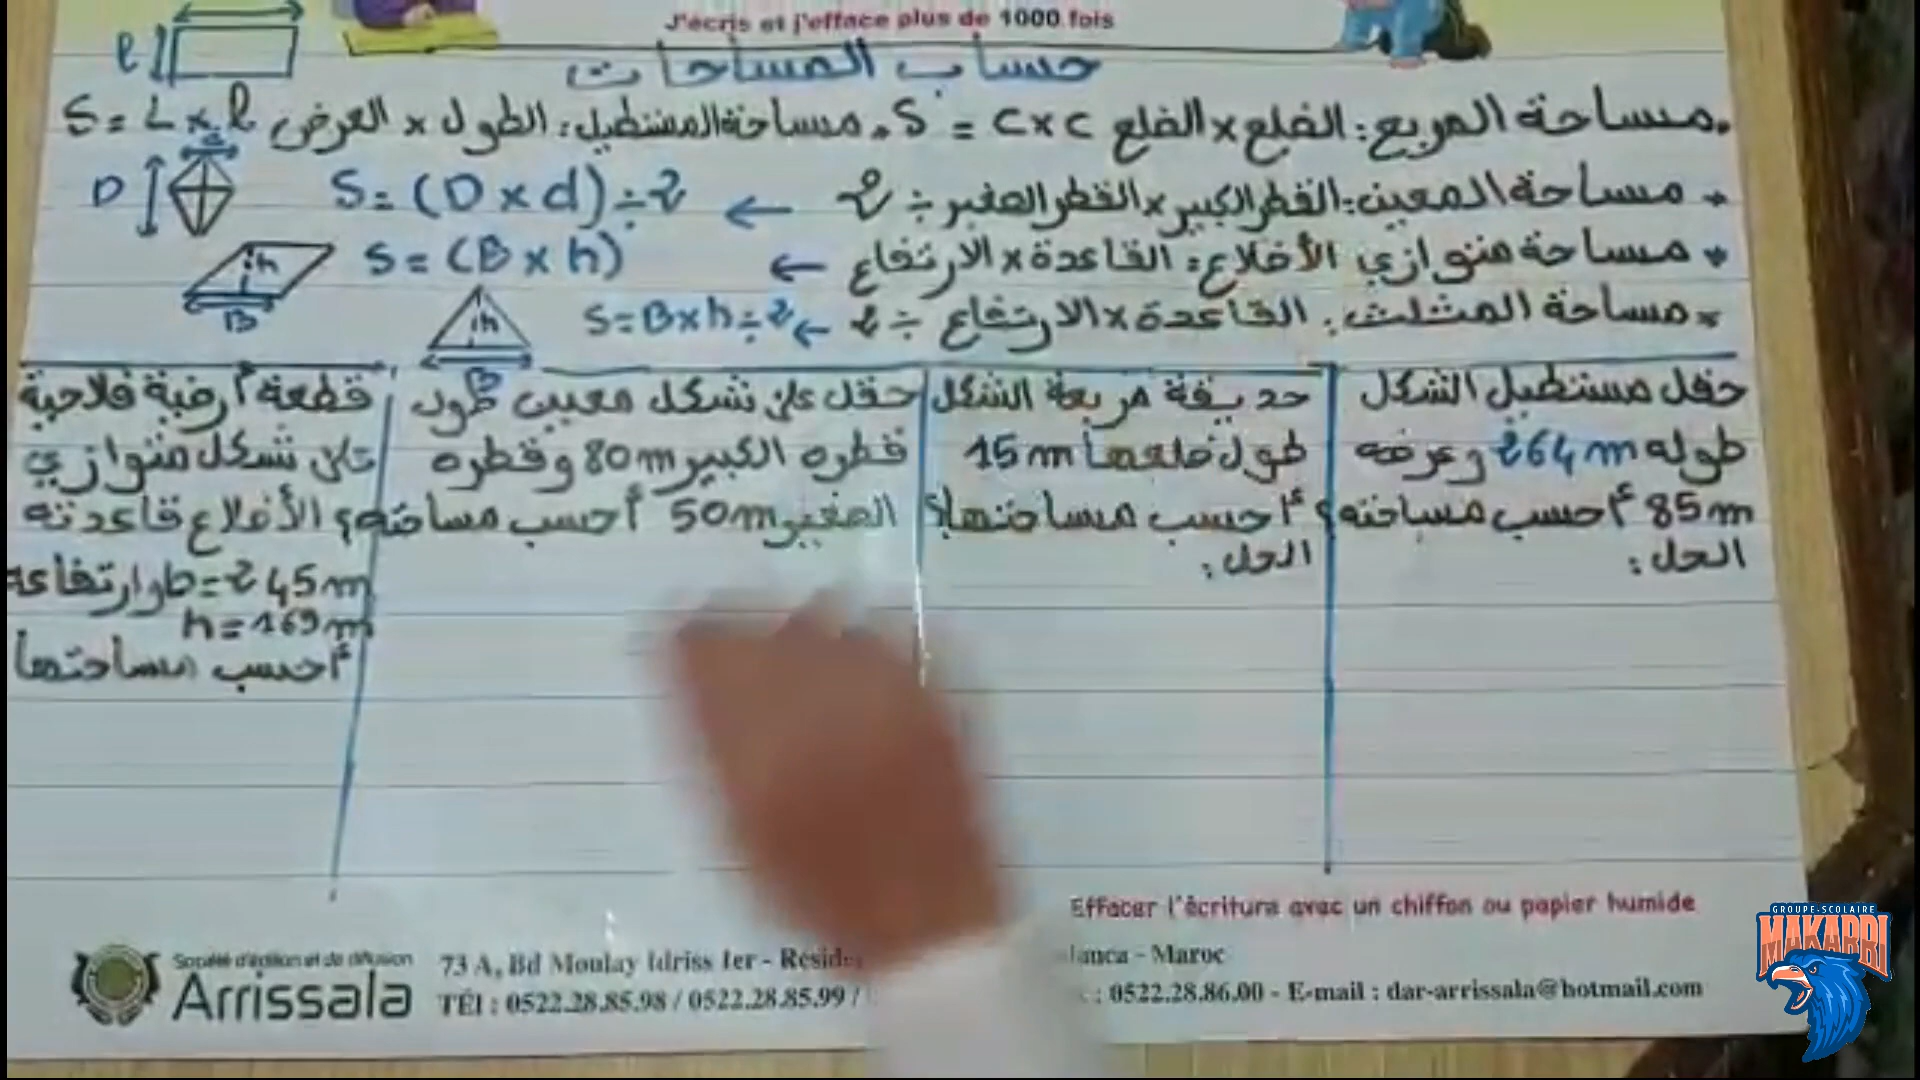 J'écris et j'efface plus de 1000 fois
حساب المساحات
مساحة المربع: الضلع × الضلع S = C × C . مساحة المستطيل: الطول × العرض S = L × l
مساحة المعين: القطر الكبير × القطر الصغير ÷ 2 ← S = (D × d) ÷ 2
مساحة متوازي الأضلاع: القاعدة × الارتفاع ← S = (B × h)
مساحة المثلث: القاعدة × الارتفاع ÷ 2 ← S = B × h ÷ 2
l
D
h
B
h
B
حقل مستطيل الشكل
طوله 264m وعرضه
85m أحسب مساحته؟
الحل:
حديقة مربعة الشكل
طول ضلعها 15m
أحسب مساحتها؟
الحل:
حقل على شكل معين طول
قطره الكبير 80m وقطره
الصغير 50m أحسب مساحته؟
قطعة أرضية فلاحية
على شكل متوازي
الأضلاع قاعدته
245m = ط وارتفاعه
h = 169m
أحسب مساحتها
Effacer l'écriture avec un chiffon ou papier humide
Société d'édition et de diffusion
Arrissala
73 A, Bd Moulay Idriss 1er - Reside
lanca - Maroc
TÉl : 0522.28.85.98 / 0522.28.85.99 /
: 0522.28.86.00 - E-mail : dar-arrissala@hotmail.com
GROUPE-SCOLAIRE
MAKARRI